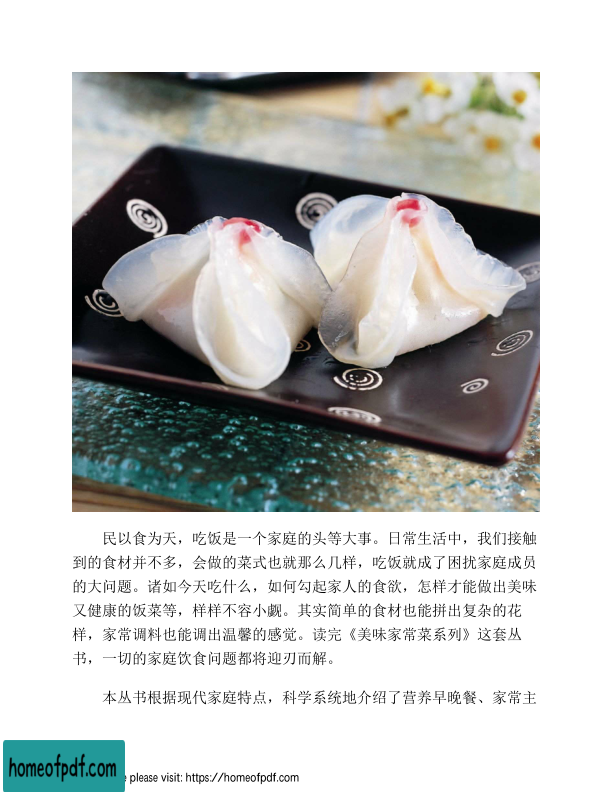 民以食为天，吃饭是一个家庭的头等大事。日常生活中，我们接触
到的食材并不多，会做的菜式也就那么几样，吃饭就成了困扰家庭成员
的大问题。诸如今天吃什么，如何勾起家人的食欲，怎样才能做出美味
又健康的饭菜等，样样不容小觑。其实简单的食材也能拼出复杂的花
样，家常调料也能调出温馨的感觉。读完《美味家常菜系列》这套丛
书，一切的家庭饮食问题都将迎刃而解。
本丛书根据现代家庭特点，科学系统地介绍了营养早晚餐、家常主
homeofpdf.com
please visit: https://homeofpdf.com